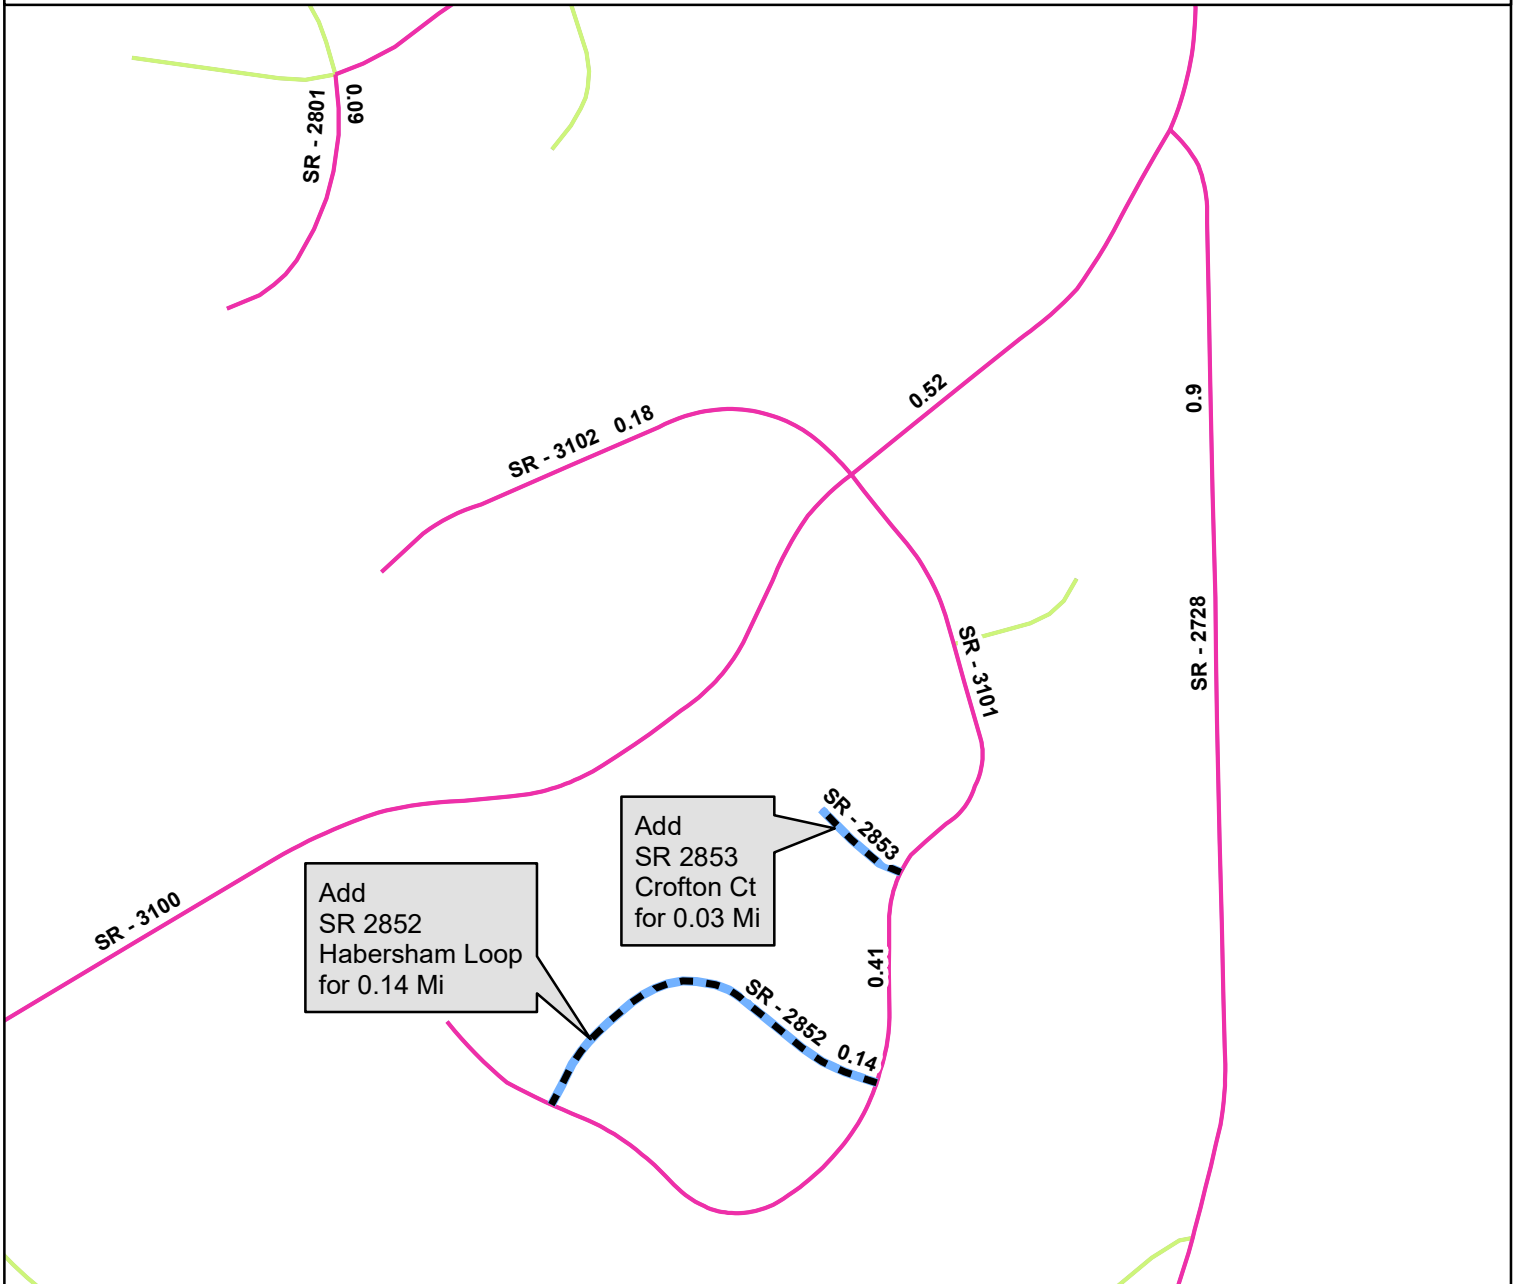 SR - 2801
0.09
0.52
0.9
SR - 3102 0.18
SR - 3101
SR - 2728
SR - 2853
Add
SR 2853
Crofton Ct
for 0.03 Mi
SR - 3100
Add
SR 2852
Habersham Loop
for 0.14 Mi
0.41
SR - 2852 0.14